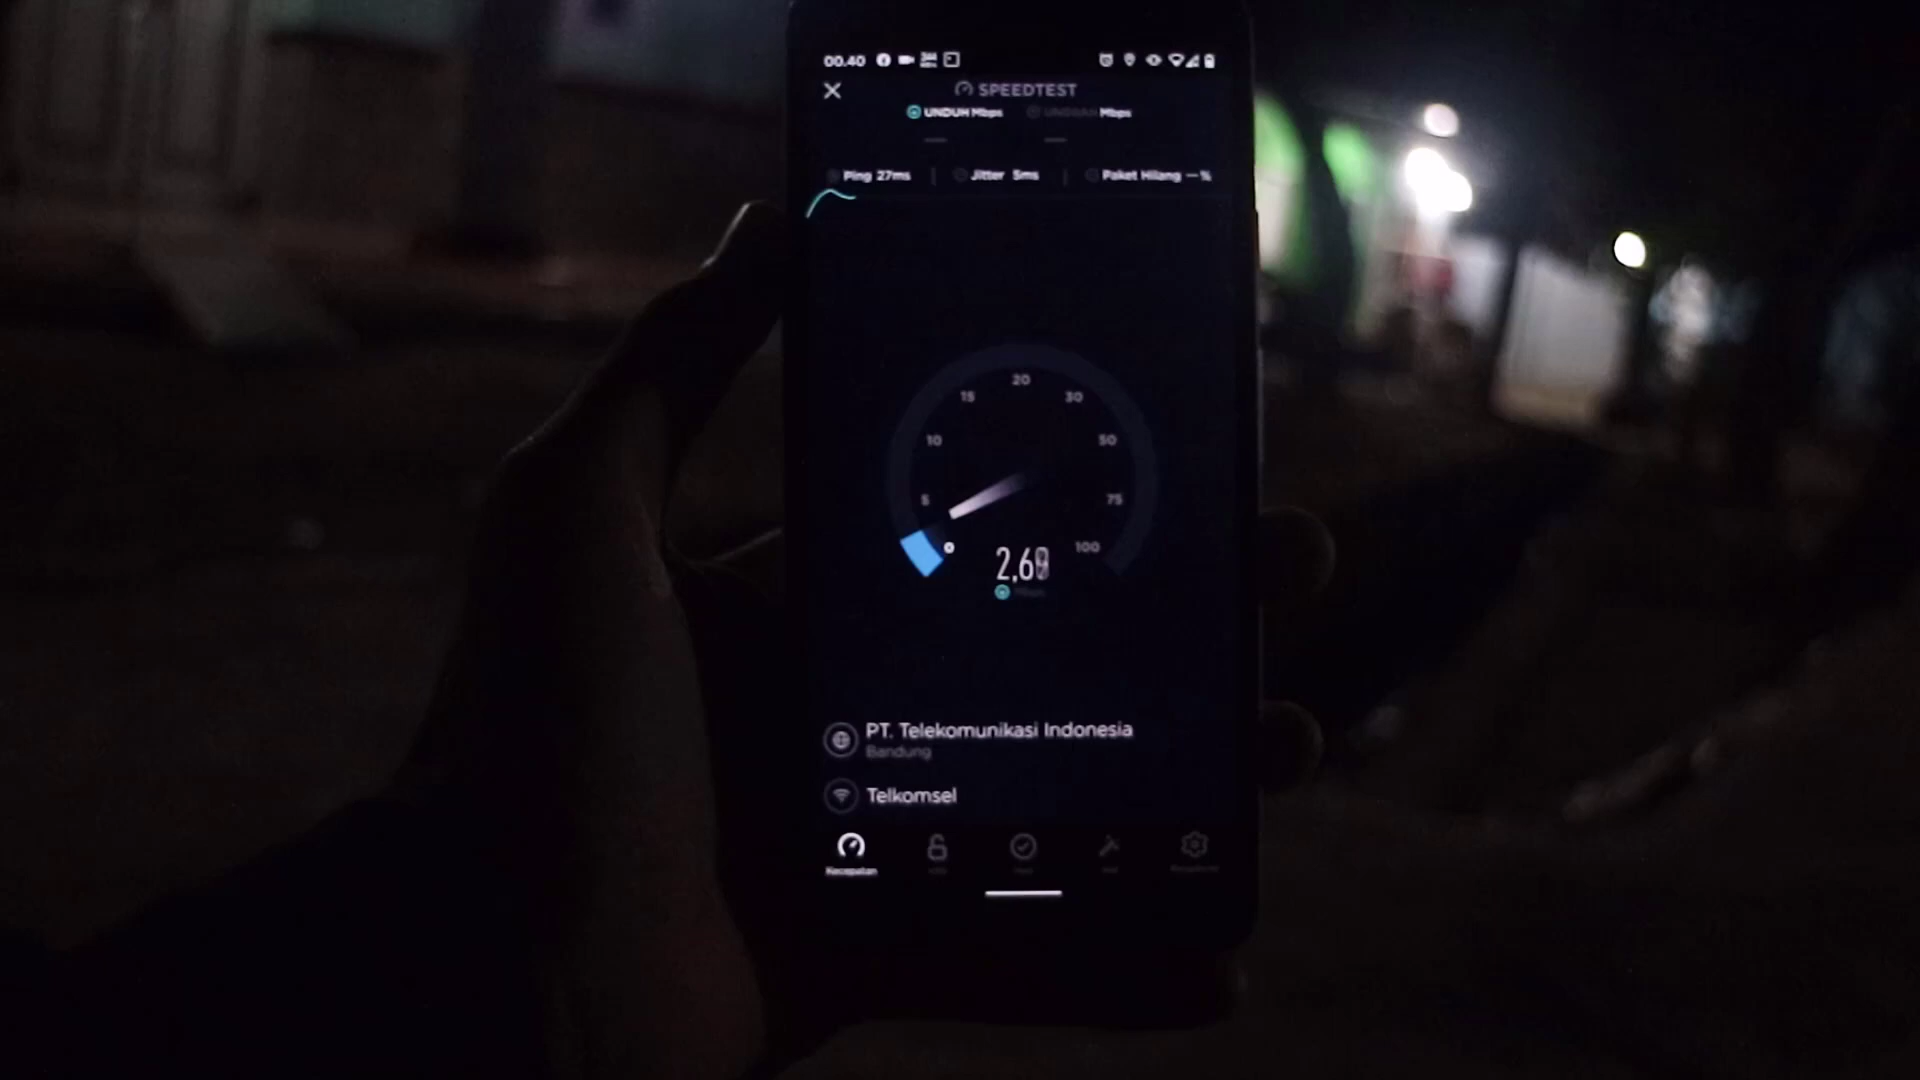 00.40
SPEEDTEST
UNDUH Mbps Mbps
Ping 27ms Jitter 5ms Paket Hilang — %
20
15 30
10 50
5 75
0 100
2,6
PT. Telekomunikasi Indonesia
Bandung
Telkomsel
Kecepatan